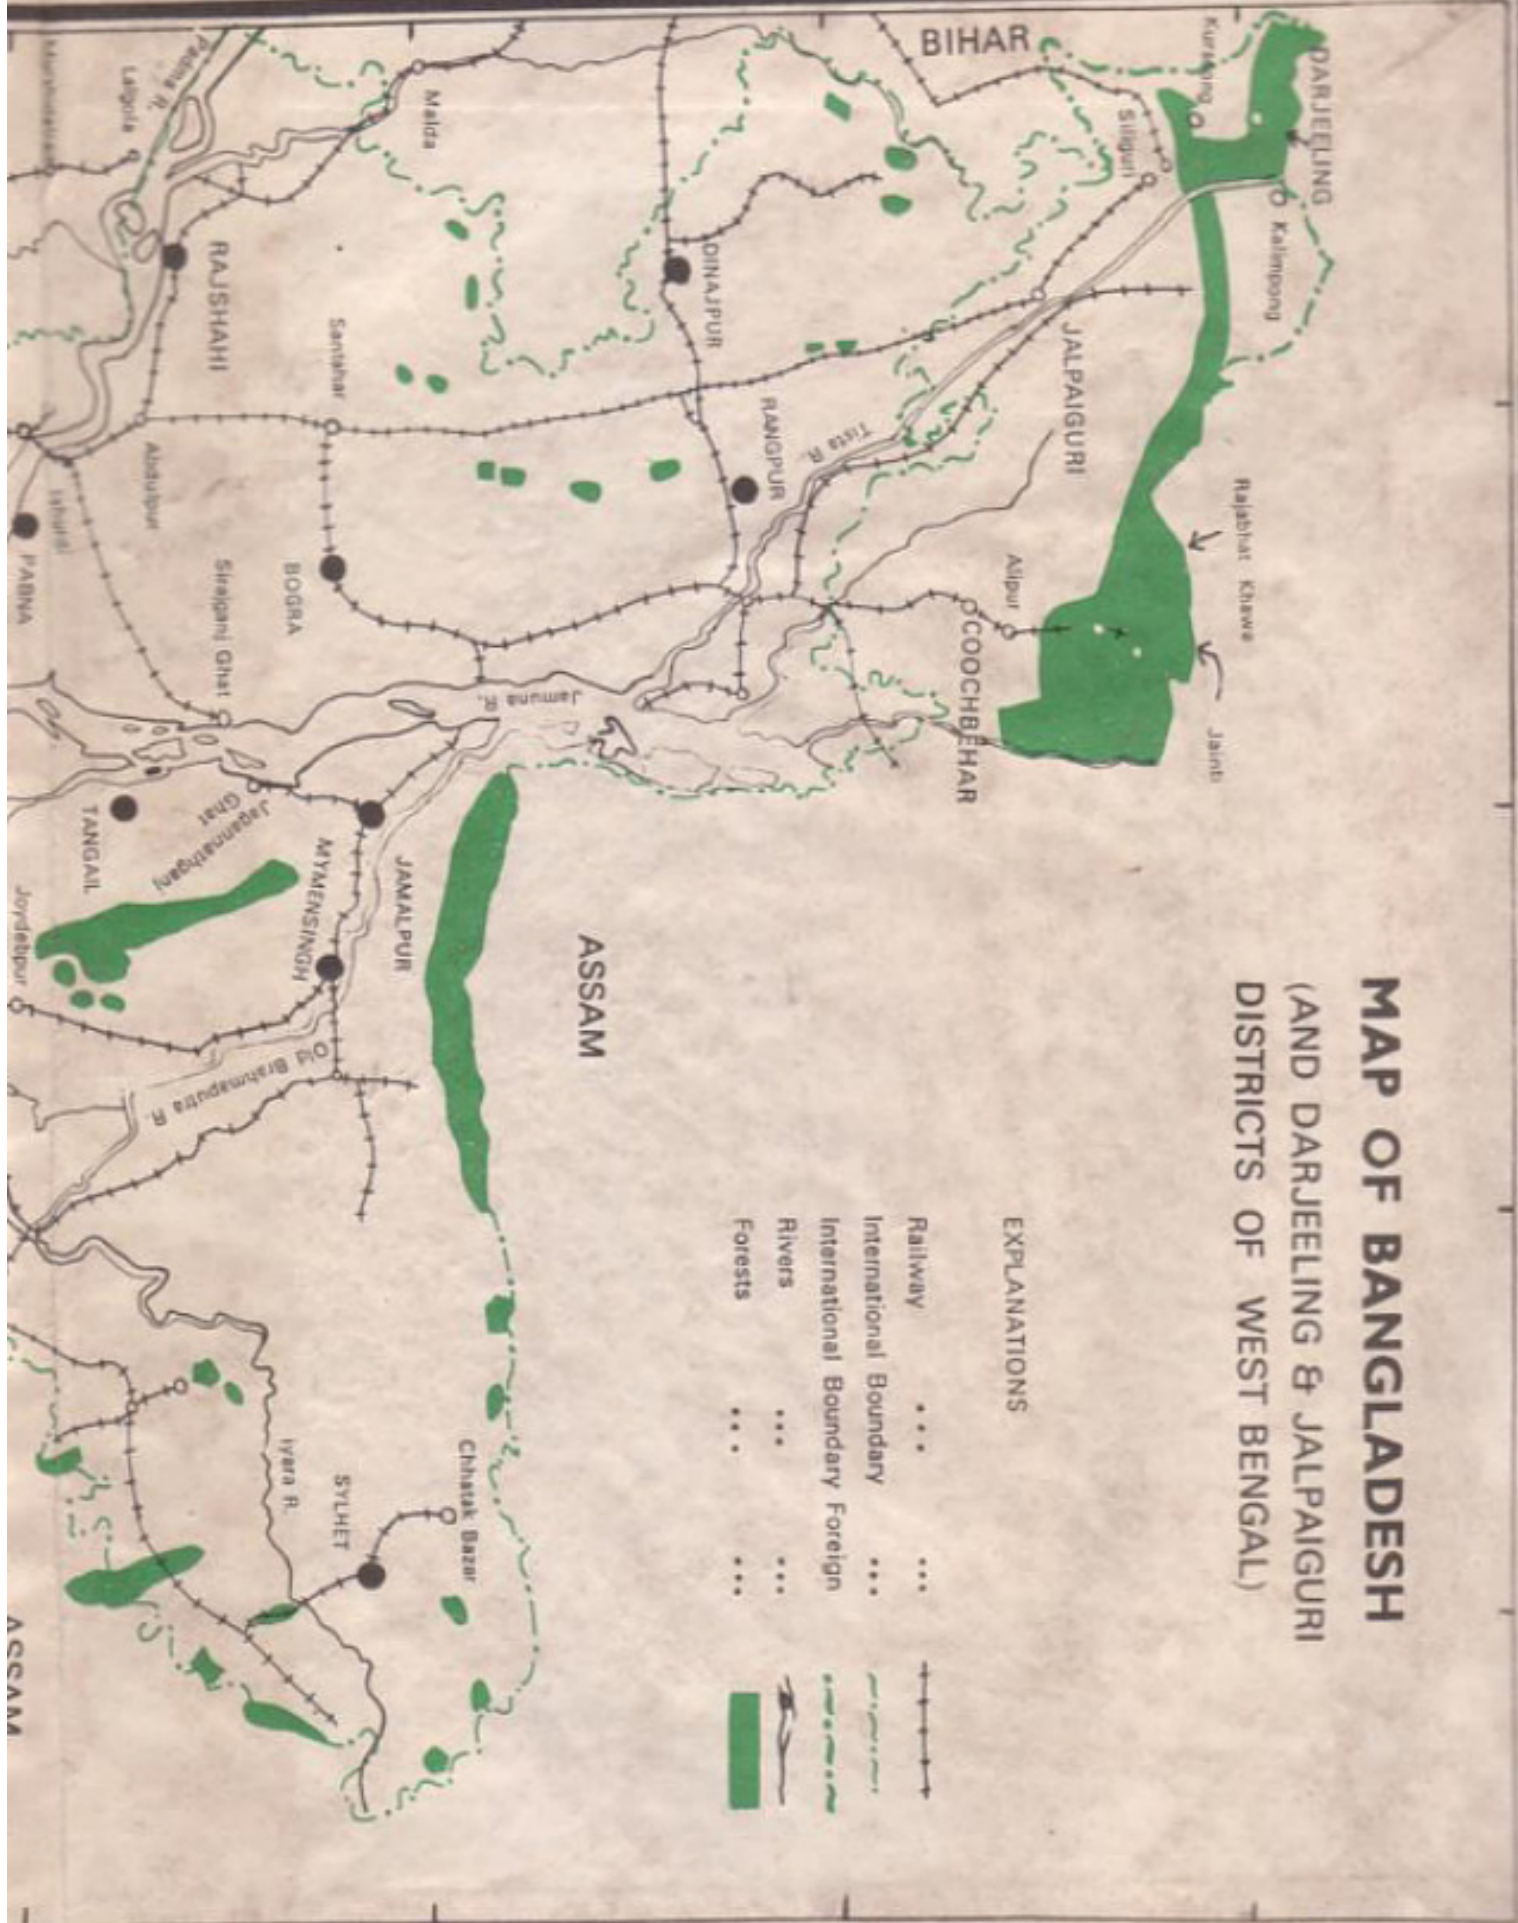 MAP OF BANGLADESH
(AND DARJEELING & JALPAIGURI
DISTRICTS OF WEST BENGAL)
EXPLANATIONS
Railway ... ...
International Boundary ...
International Boundary Foreign
Rivers ... ...
Forests ... ...
DARJEELING
Kalimpong
Siliguri
BIHAR
JALPAIGURI
Rajabhat Khawa
Jainti
Alipur
COOCHBEHAR
Tista R.
DINAJPUR
RANGPUR
Malda
ASSAM
Jamuna R.
Santahar
BOGRA
RAJSHAHI
Padma R.
Lalgola
Abdulpur
Ishurdi
PABNA
Sirajganj Ghat
Jagannathganj
Ghat
TANGAIL
JAMALPUR
MYMENSINGH
Joydebpur
Old Brahmaputra R.
Chhatak Bazar
SYLHET
ASSAM